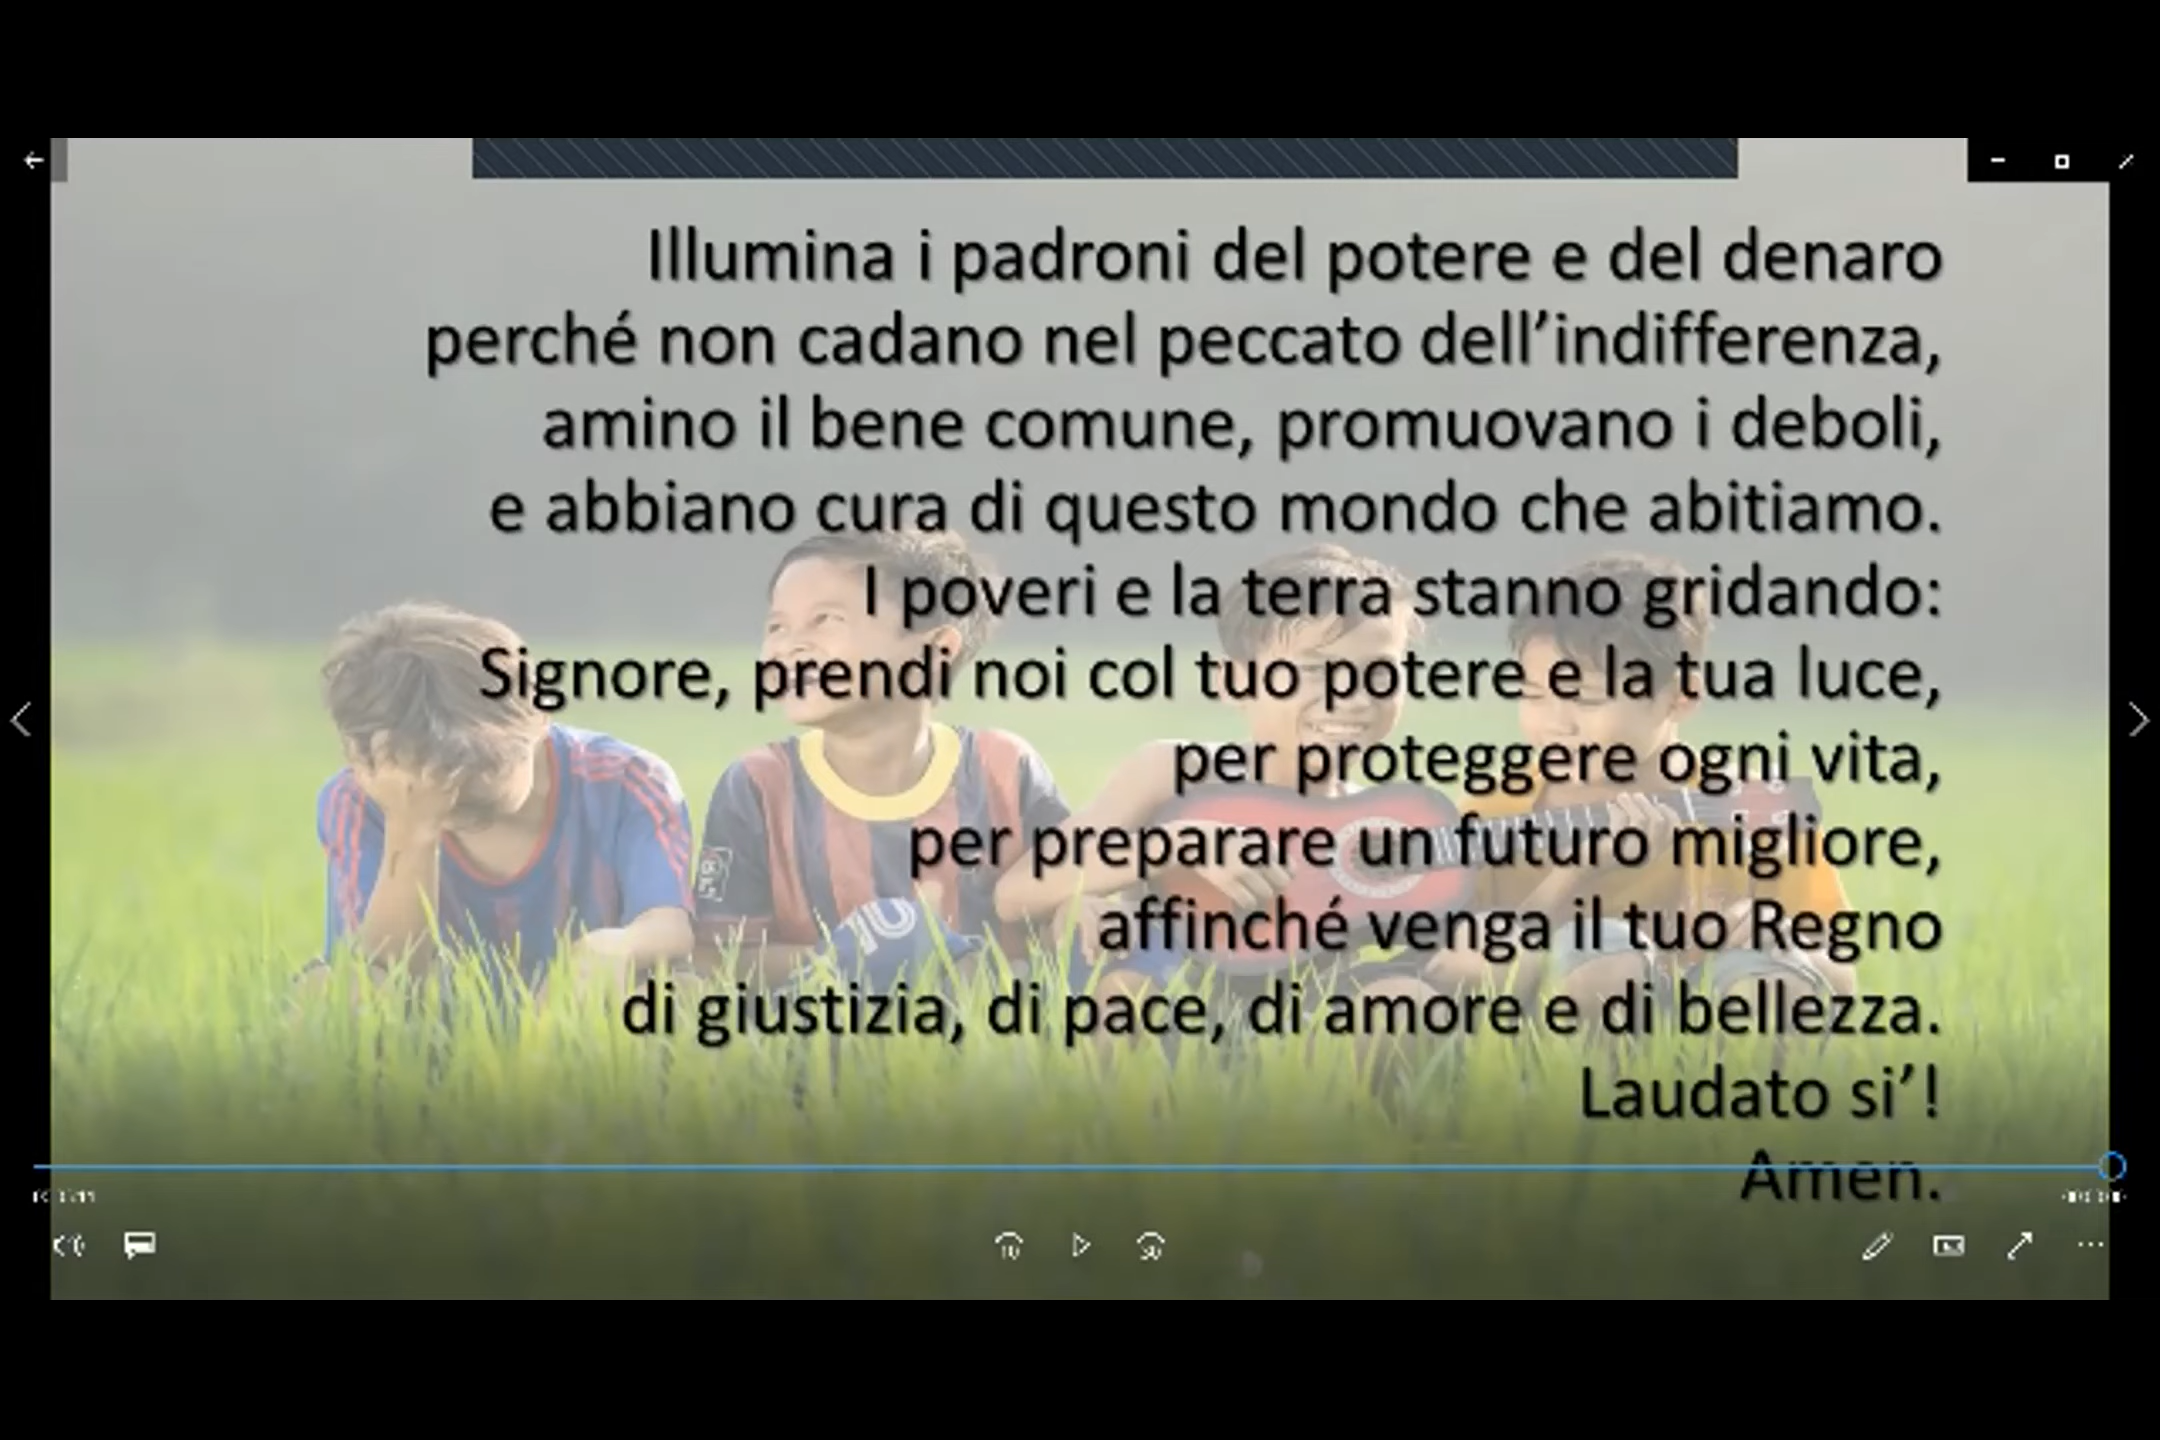 Illumina i padroni del potere e del denaro
perché non cadano nel peccato dell’indifferenza,
amino il bene comune, promuovano i deboli,
e abbiano cura di questo mondo che abitiamo.
I poveri e la terra stanno gridando:
Signore, prendi noi col tuo potere e la tua luce,
per proteggere ogni vita,
per preparare un futuro migliore,
affinché venga il tuo Regno
di giustizia, di pace, di amore e di bellezza.
Laudato si’!
Amen.
10
10
30